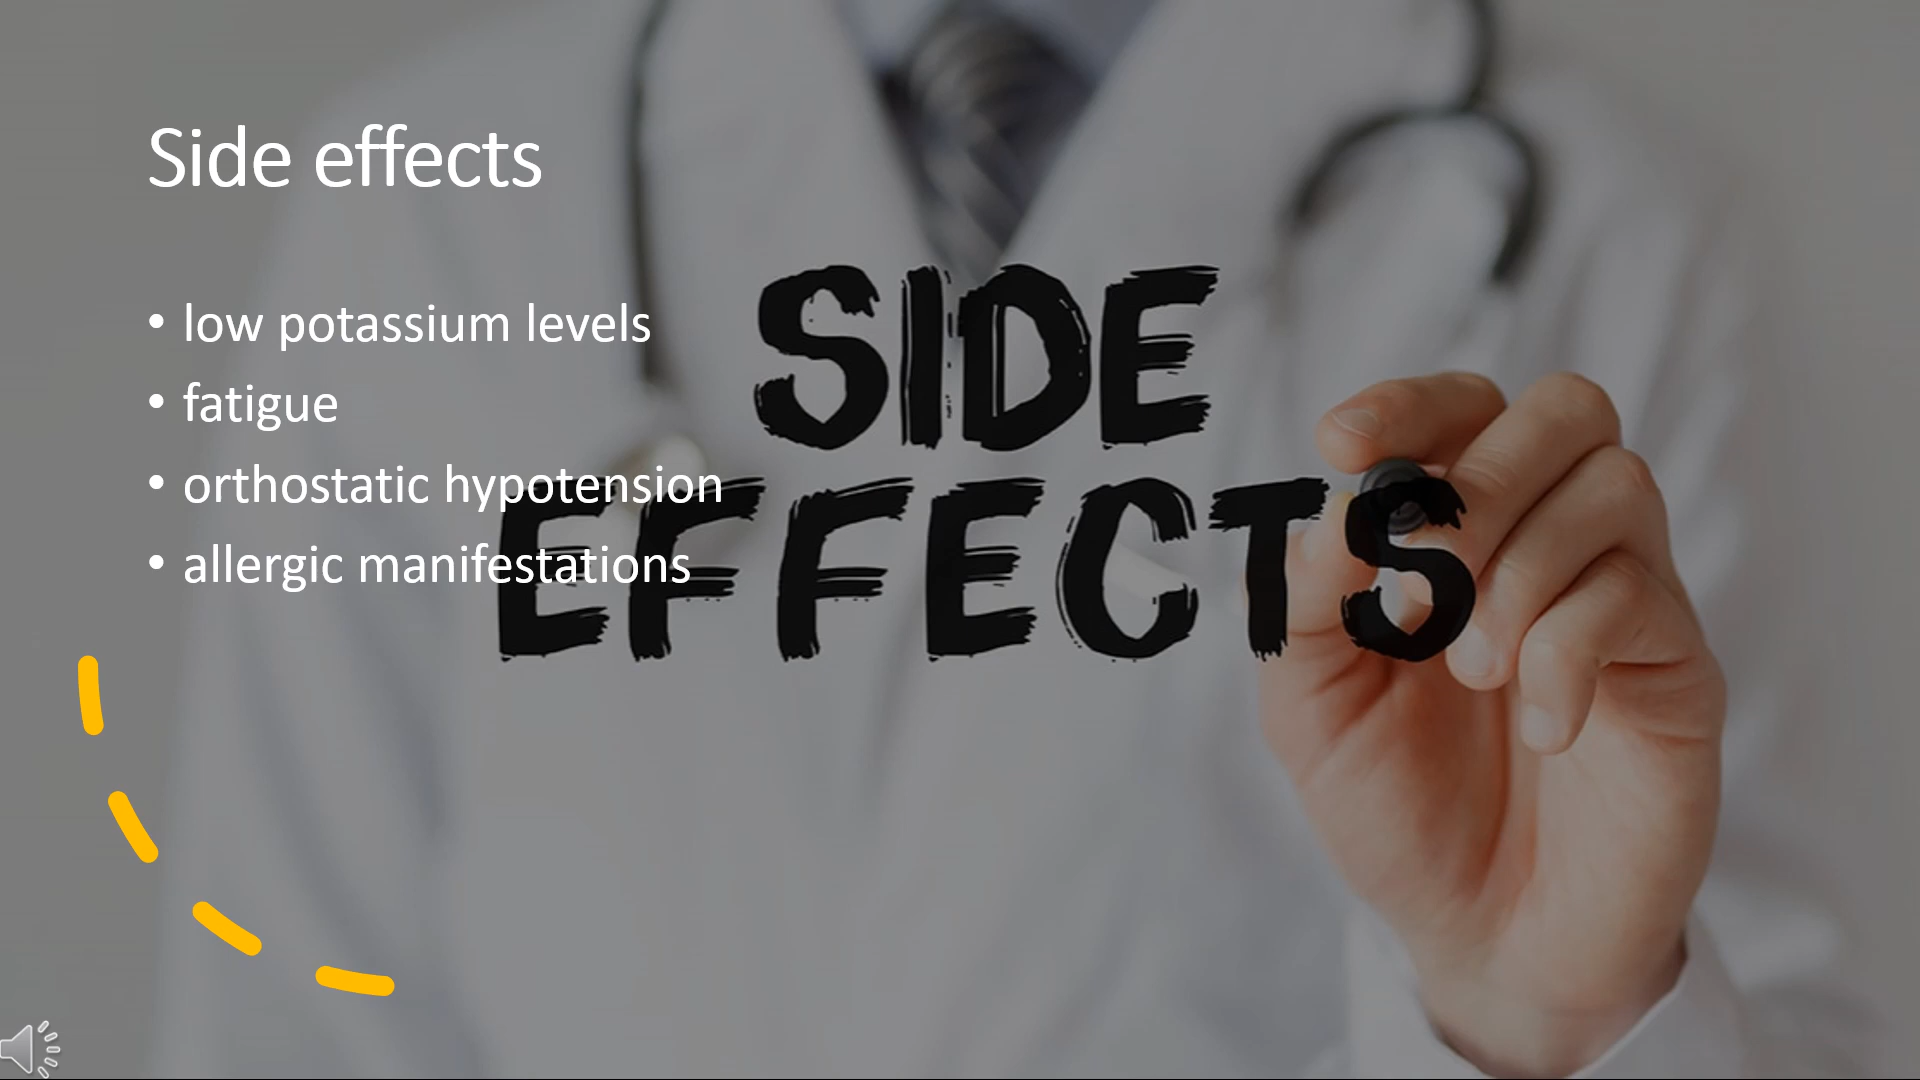 Side effects
• low potassium levels
• fatigue
• orthostatic hypotension
• allergic manifestations
SIDE
EFFECTS